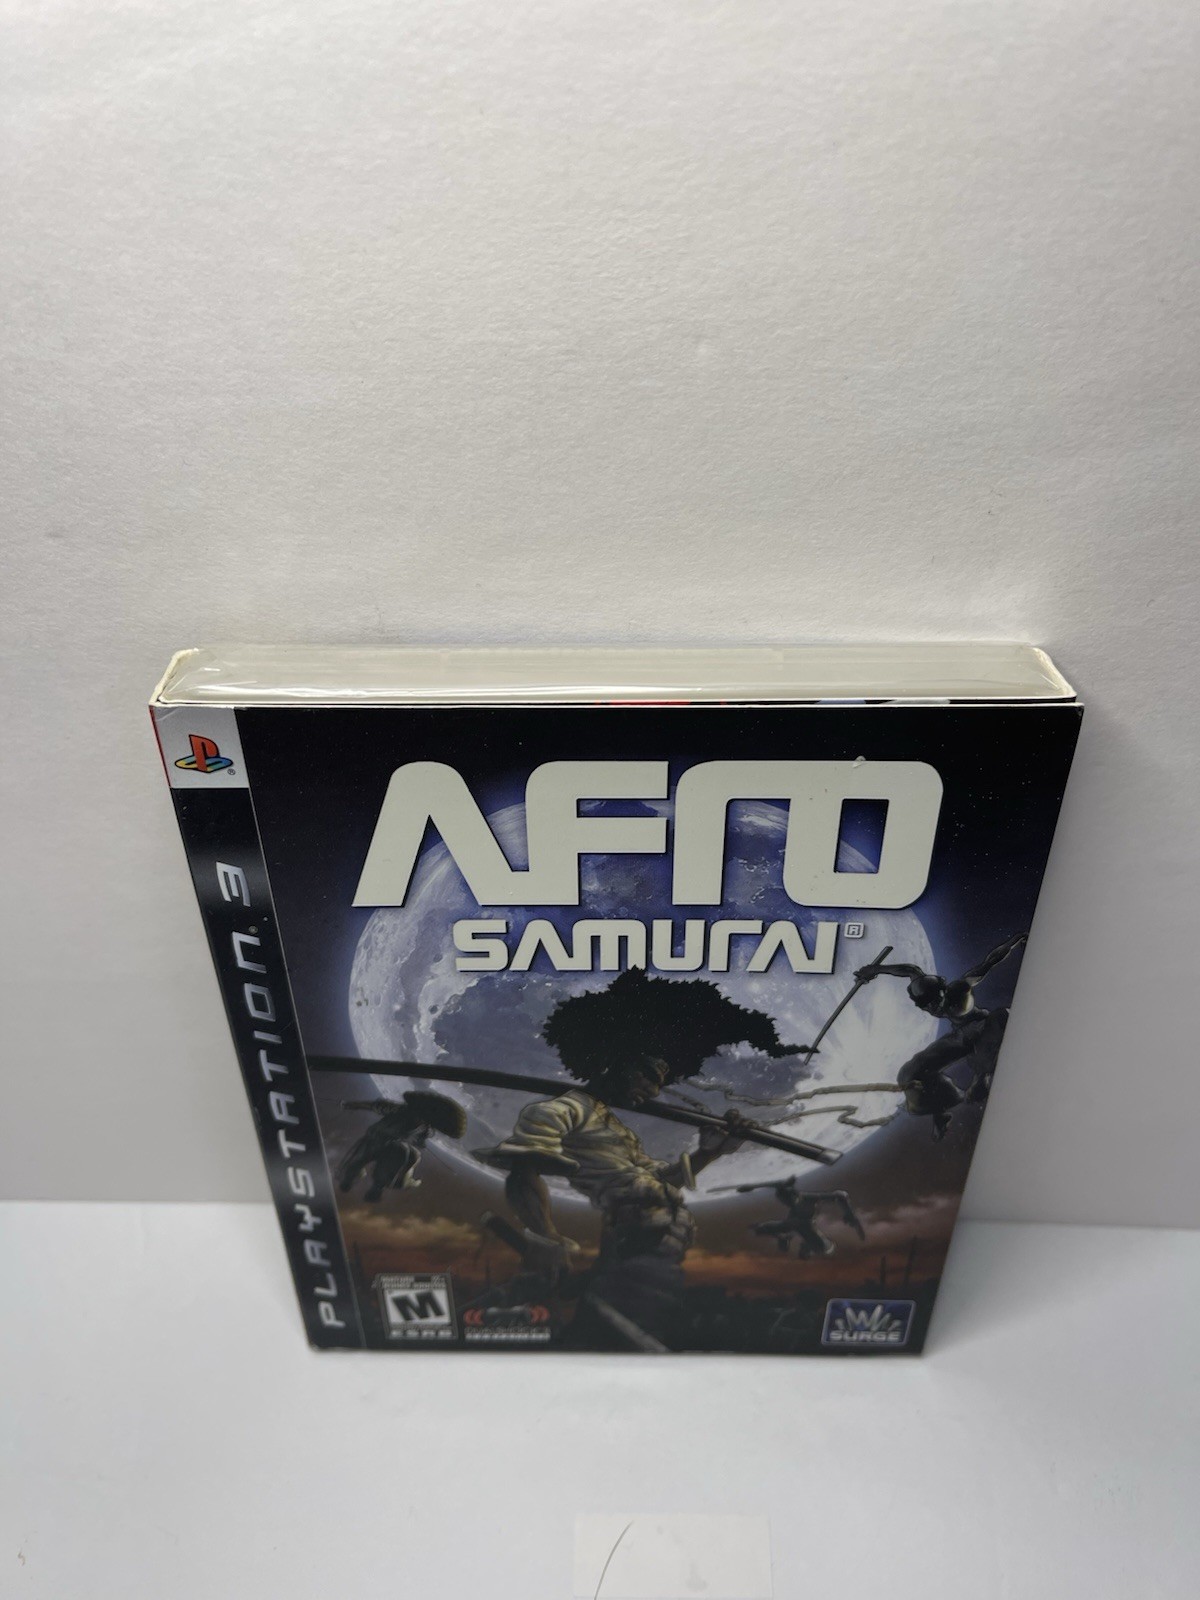 AFRO
SAMURAI
PLAYSTATION 3
M
ESRB
SURGE